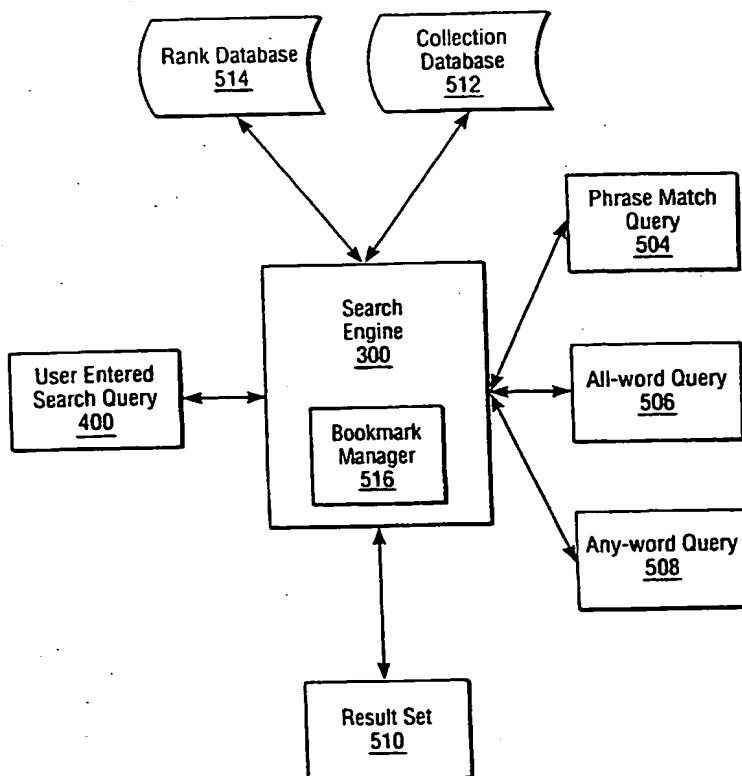 Rank Database
514
Collection
Database
512
Phrase Match
Query
504
Search
Engine
300
User Entered
Search Query
400
All-word Query
506
Bookmark
Manager
516
Any-word Query
508
Result Set
510